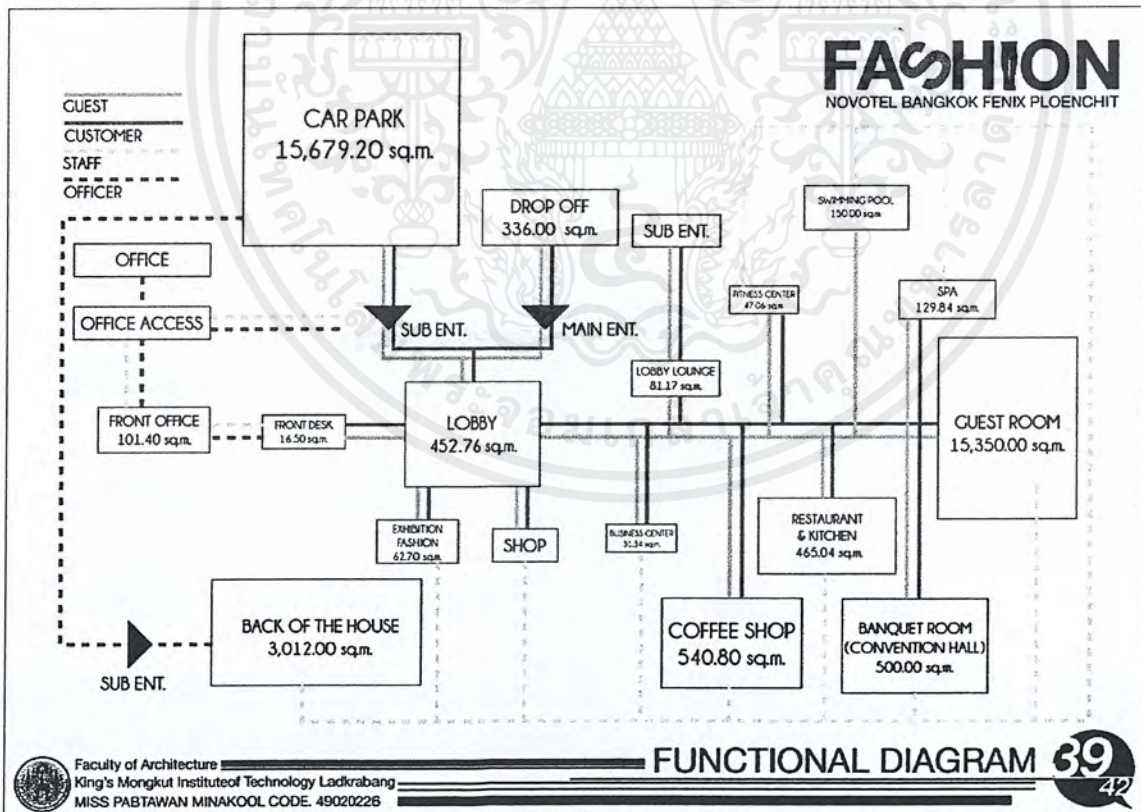 FASHION
NOVOTEL BANGKOK FENIX PLOENCHIT
GUEST
CUSTOMER
STAFF
OFFICER
CAR PARK
15,679.20 sq.m.
DROP OFF
336.00 sq.m.
SUB ENT.
SWIMMING POOL
150.00 sq.m.
OFFICE
OFFICE ACCESS
SUB ENT.
MAIN ENT.
FITNESS CENTER
47.06 sq.m.
SPA
129.84 sq.m.
LOBBY LOUNGE
81.17 sq.m.
FRONT OFFICE
101.40 sq.m.
FRONT DESK
16.50 sq.m.
LOBBY
452.76 sq.m.
GUEST ROOM
15,350.00 sq.m.
EXHIBITION
FASHION
62.70 sq.m.
SHOP
BUSINESS CENTER
31.34 sq.m.
RESTAURANT
& KITCHEN
465.04 sq.m.
BACK OF THE HOUSE
3,012.00 sq.m.
SUB ENT.
COFFEE SHOP
540.80 sq.m.
BANQUET ROOM
(CONVENTION HALL)
500.00 sq.m.
Faculty of Architecture
King's Mongkut Instituteof Technology Ladkrabang
MISS PABTAWAN MINAKOOL CODE. 49020226
FUNCTIONAL DIAGRAM
39
42